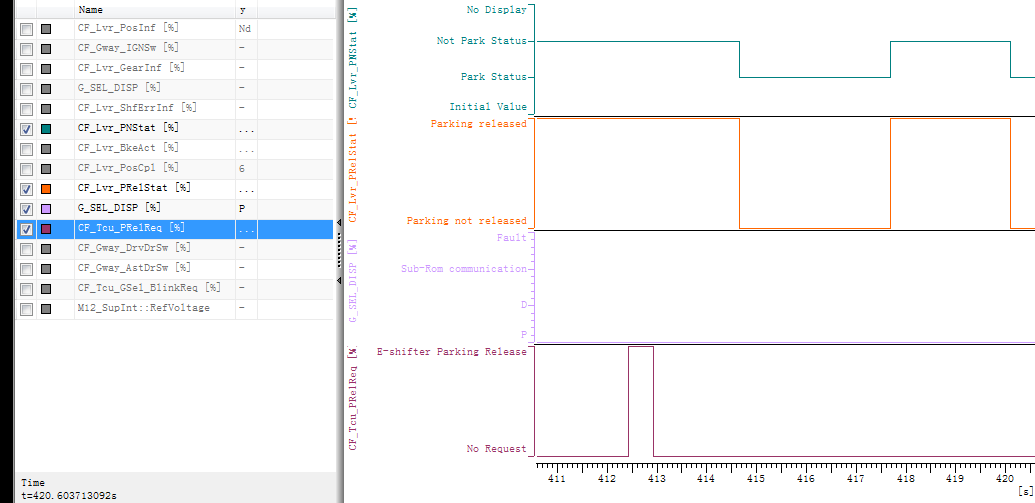 Name y
CF_Lvr_PosInf [%] Nd
CF_Gway_IGNSw [%] -
CF_Lvr_GearInf [%] -
G_SEL_DISP [%] -
CF_Lvr_ShfErrInf [%] -
CF_Lvr_PNStat [%] ...
CF_Lvr_BkeAct [%] ...
CF_Lvr_PosCpl [%] 6
CF_Lvr_PRelStat [%] ...
G_SEL_DISP [%] P
CF_Tcu_PRelReq [%] ...
CF_Gway_DrvDrSw [%] -
CF_Gway_AstDrSw [%] -
CF_Tcu_GSel_BlinkReq [%] -
Mi2_SupInt::RefVoltage -
Time
t=420.603713092s
CF_Lvr_PNStat [%]
No Display
Not Park Status
Park Status
Initial Value
CF_Lvr_PRelStat [%]
Parking released
Parking not released
G_SEL_DISP [%]
Fault
Sub-Rom communication
D
P
CF_Tcu_PRelReq [%]
E-shifter Parking Release
No Request
411 412 413 414 415 416 417 418 419 420
[s]